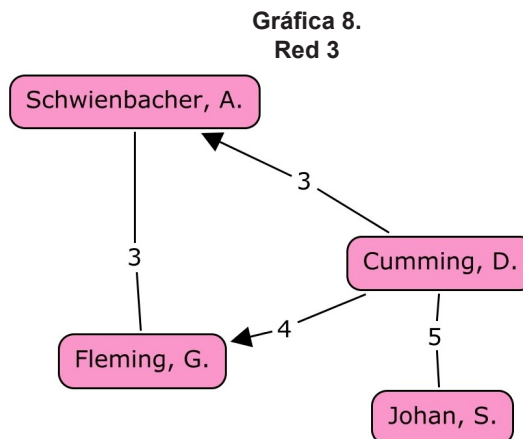 Gráfica 8.
Red 3
Schwienbacher, A.
3
Cumming, D.
3
4
Fleming, G.
5
Johan, S.